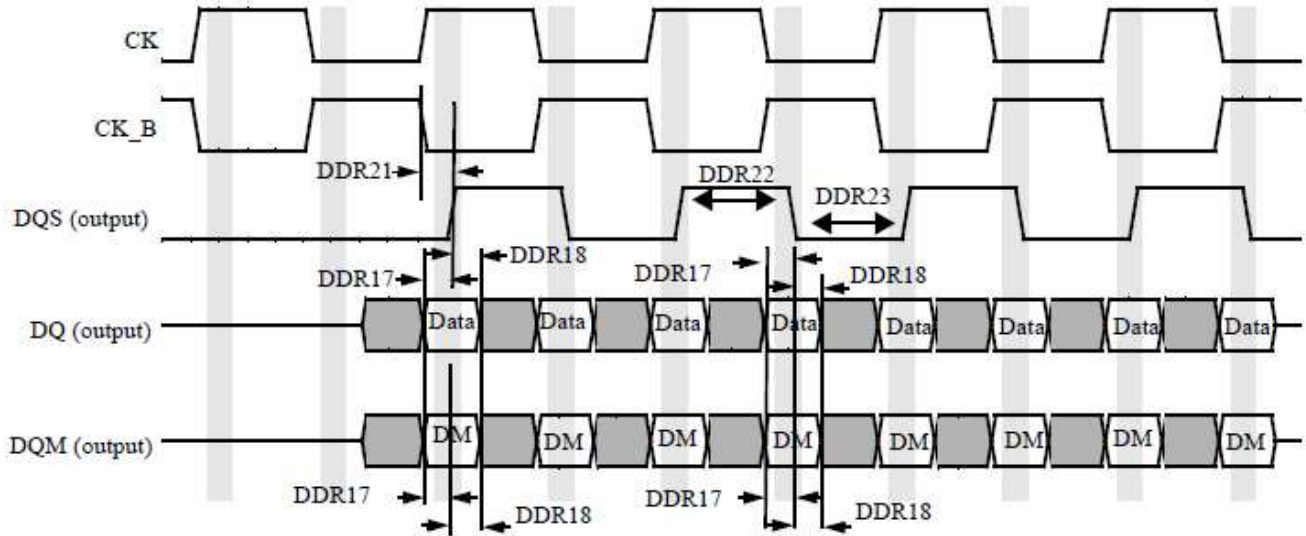 CK
CK_B
DDR21
DDR22
DQS (output)
DDR23
DDR18
DDR17
DDR17
DDR18
DQ (output)
Data Data Data Data Data Data Data Data
DQM (output)
DM DM DM DM DM DM DM DM
DDR17
DDR17
DDR18
DDR18